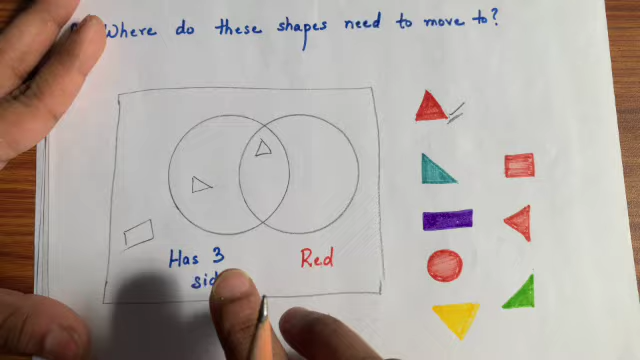 Where do these shapes need to move to?
Has 3
Red